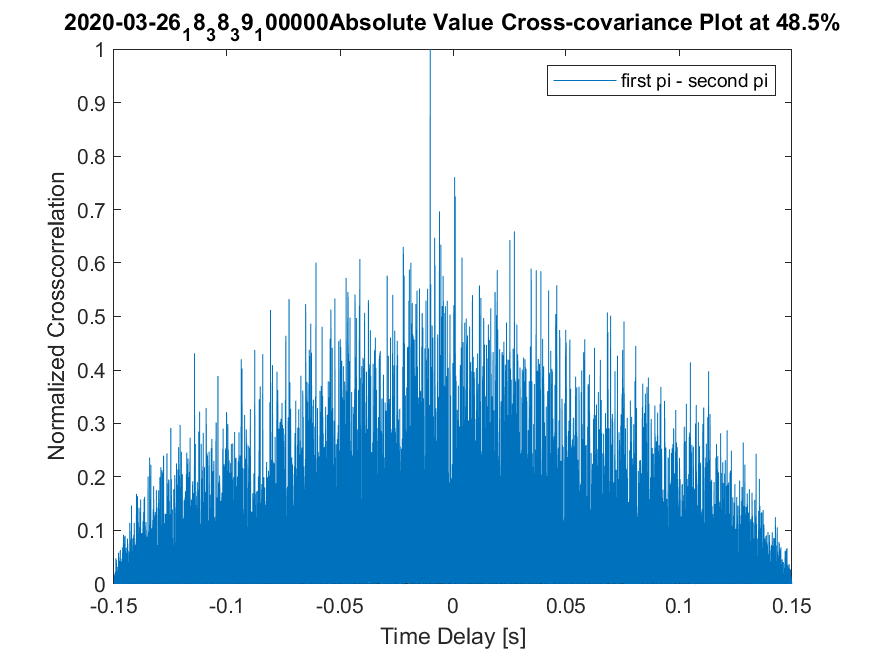 2020-03-26₁8₃8₃9₁00000Absolute Value Cross-covariance Plot at 48.5%
first pi - second pi
Normalized Crosscorrelation
1
0.9
0.8
0.7
0.6
0.5
0.4
0.3
0.2
0.1
0
-0.15 -0.1 -0.05 0 0.05 0.1 0.15
Time Delay [s]